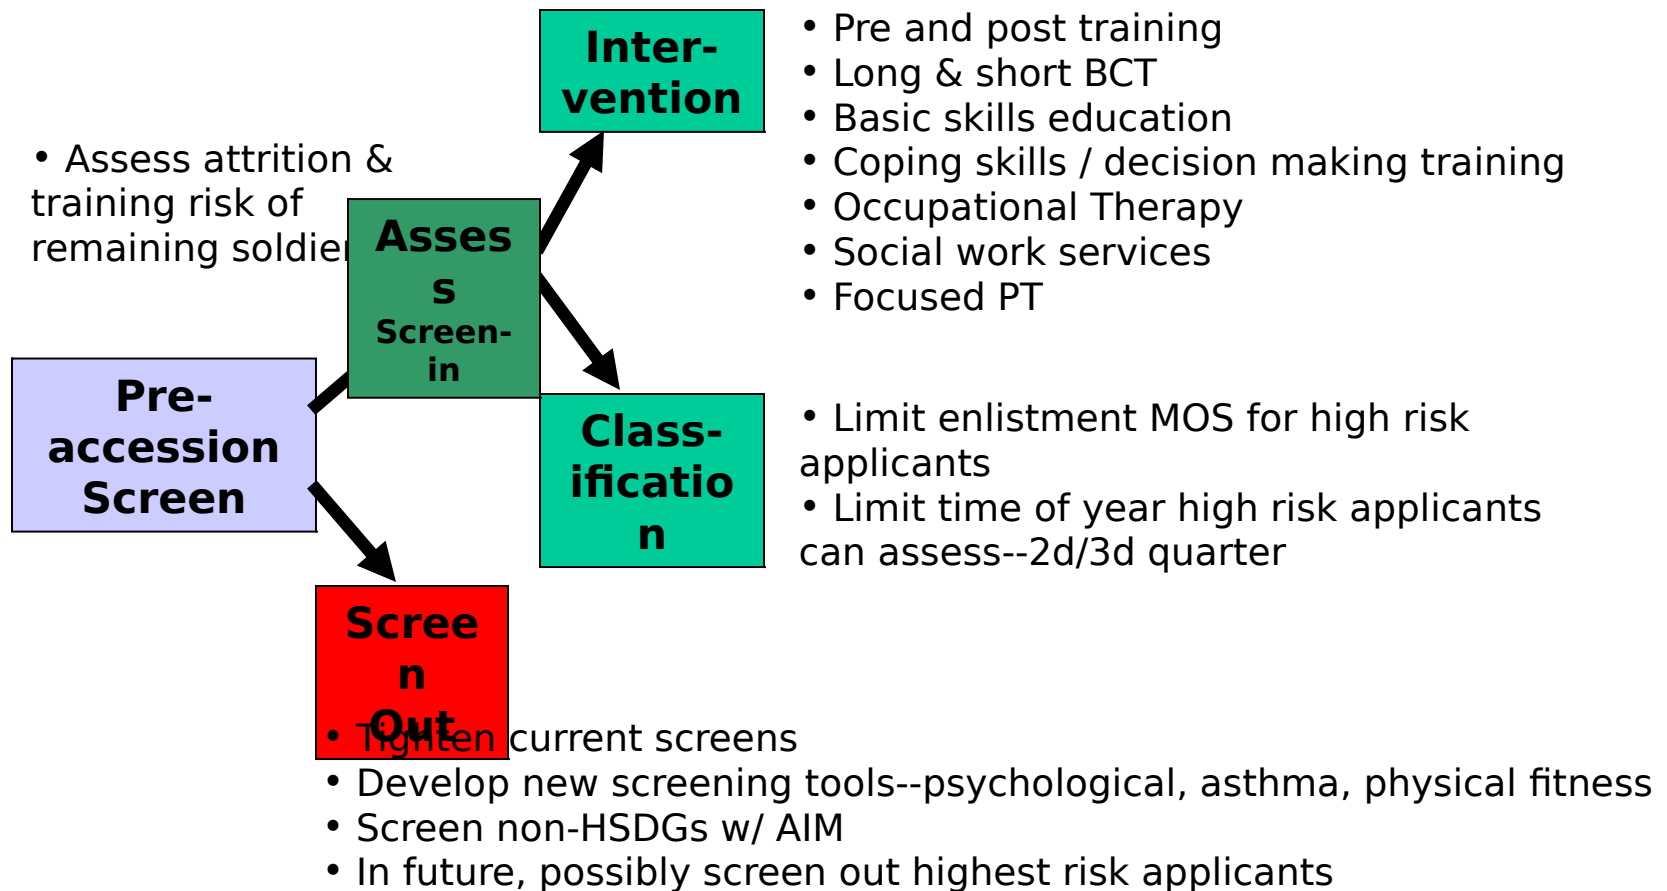 Inter-
vention
• Pre and post training
• Long & short BCT
• Basic skills education
• Coping skills / decision making training
• Occupational Therapy
• Social work services
• Focused PT
• Assess attrition &
training risk of
remaining soldier
Asses
s
Screen-
in
Pre-
accession
Screen
Class-
ificatio
n
• Limit enlistment MOS for high risk
applicants
• Limit time of year high risk applicants
can assess--2d/3d quarter
Scree
n
Out
• Tighten current screens
• Develop new screening tools--psychological, asthma, physical fitness
• Screen non-HSDGs w/ AIM
• In future, possibly screen out highest risk applicants